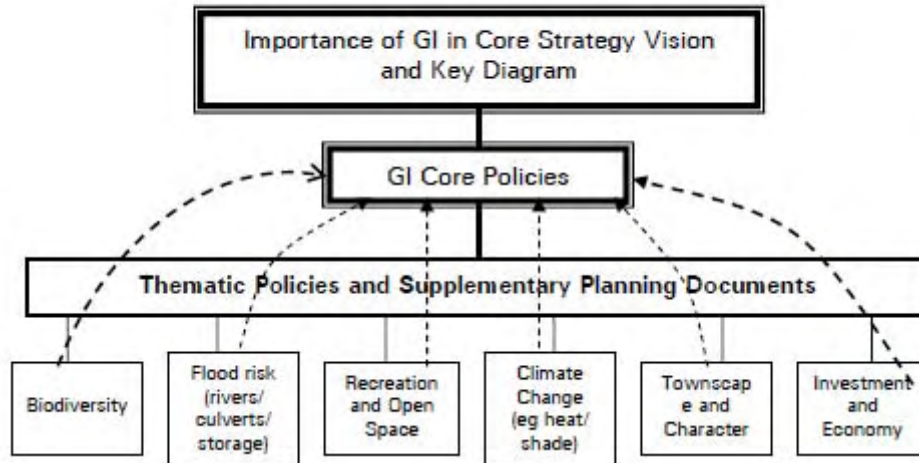 Importance of GI in Core Strategy Vision
and Key Diagram
GI Core Policies
Thematic Policies and Supplementary Planning Documents
Biodiversity
Flood risk
(rivers/
culverts/
storage)
Recreation
and Open
Space
Climate
Change
(eg heat/
shade)
Townscap
e and
Character
Investment
and
Economy